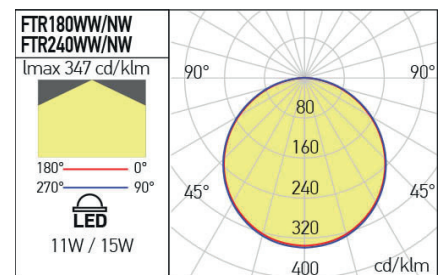 FTR180WW/NW
FTR240WW/NW
Imax 347 cd/klm
180° 0°
270° 90°
LED
11W / 15W
90° 90°
80
160
45° 45°
240
320
400 cd/klm